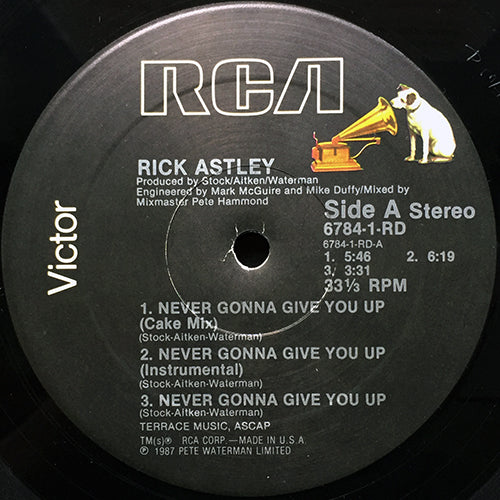 RCA
Victor
RICK ASTLEY
Produced by Stock/Aitken/Waterman
Engineered by Mark McGuire and Mike Duffy/Mixed by
Mixmaster Pete Hammond
Side A Stereo
6784-1-RD
6784-1-RD-A
1. 5:46 2. 6:19
3. 3:31
33⅓ RPM
1. NEVER GONNA GIVE YOU UP
(Cake Mix)
(Stock-Aitken-Waterman)
2. NEVER GONNA GIVE YOU UP
(Instrumental)
(Stock-Aitken-Waterman)
3. NEVER GONNA GIVE YOU UP
(Stock-Aitken-Waterman)
TERRACE MUSIC, ASCAP
TM(s)® RCA CORP.—MADE IN U.S.A.
℗ 1987 PETE WATERMAN LIMITED